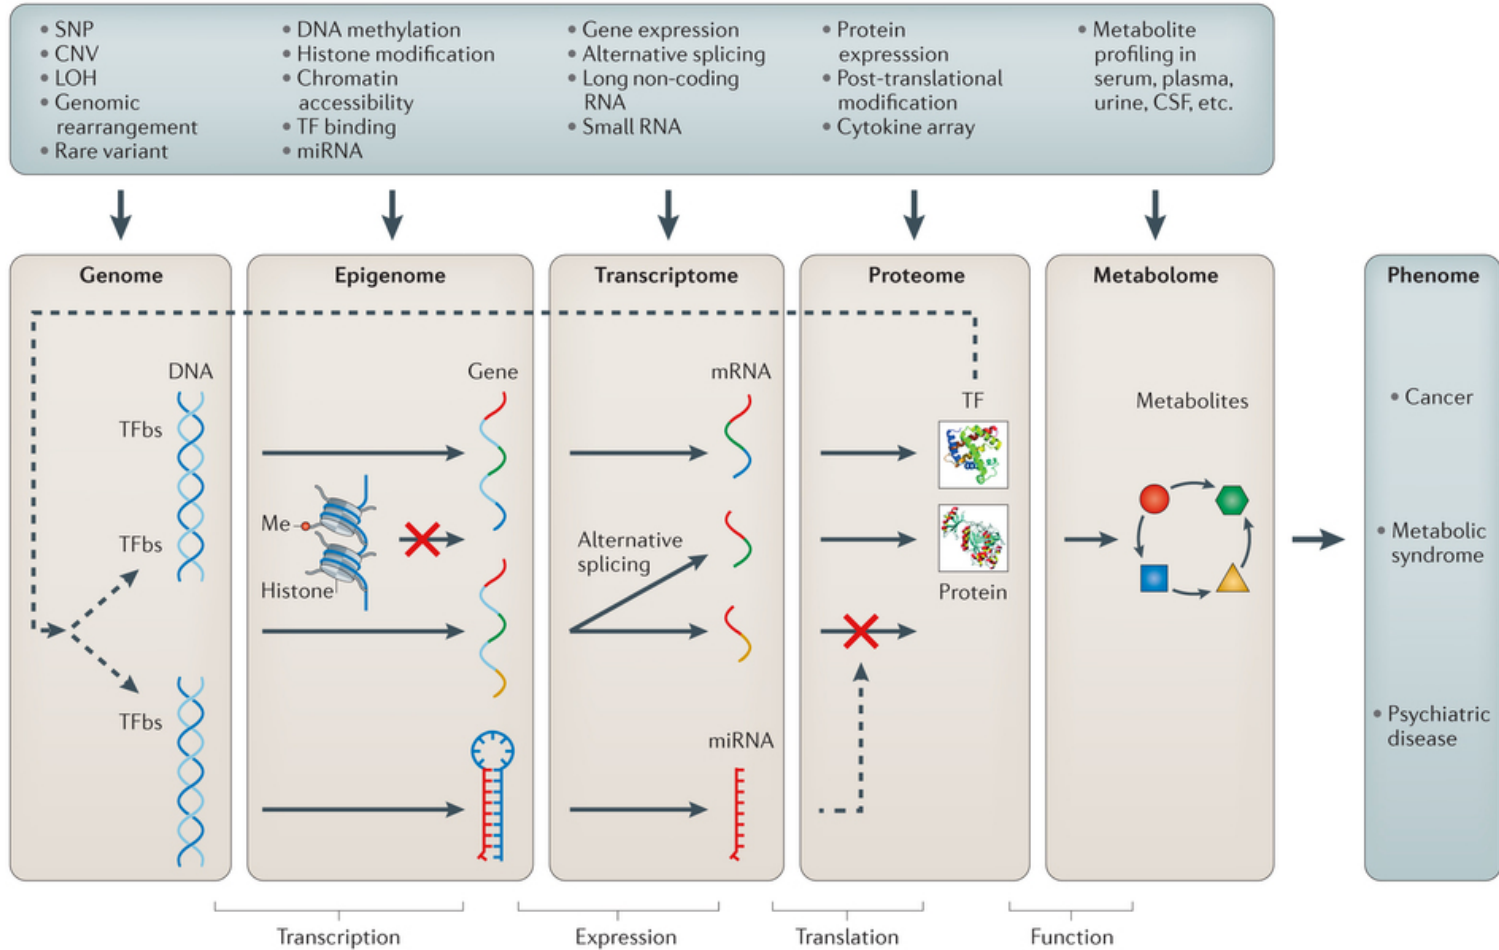 • SNP
• CNV
• LOH
• Genomic
rearrangement
• Rare variant
• DNA methylation
• Histone modification
• Chromatin
accessibility
• TF binding
• miRNA
• Gene expression
• Alternative splicing
• Long non-coding
RNA
• Small RNA
• Protein
expresssion
• Post-translational
modification
• Cytokine array
• Metabolite
profiling in
serum, plasma,
urine, CSF, etc.
Genome
Epigenome
Transcriptome
Proteome
Metabolome
Phenome
DNA
TFbs
TFbs
TFbs
Gene
Me
Histone
mRNA
Alternative
splicing
miRNA
TF
Protein
Metabolites
• Cancer
• Metabolic
syndrome
• Psychiatric
disease
Transcription
Expression
Translation
Function